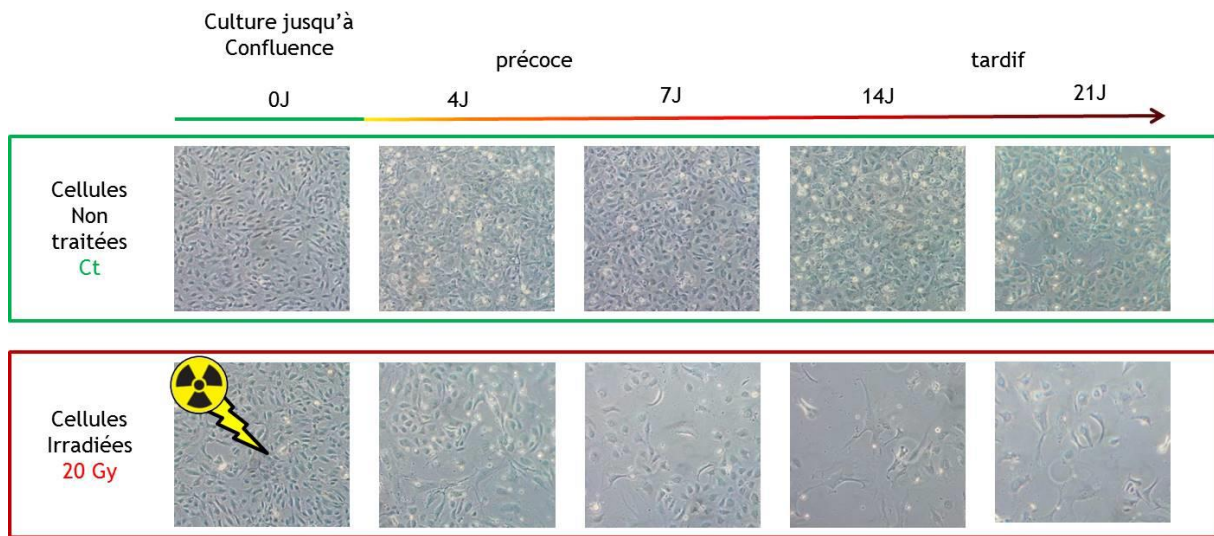 Culture jusqu'à
Confluence
précoce
tardif
0J
4J
7J
14J
21J
Cellules
Non
traitées
Ct
Cellules
Irradiées
20 Gy